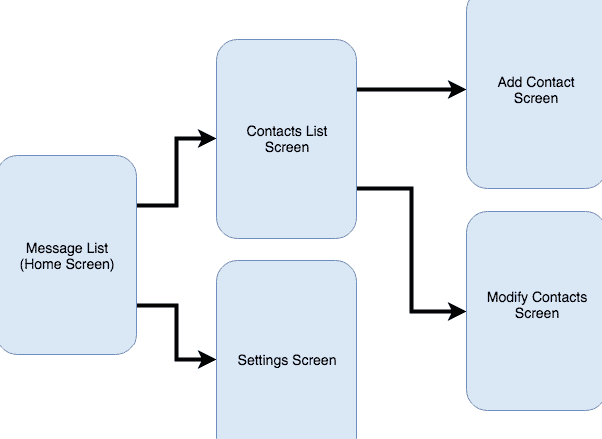 Message List
(Home Screen)
Contacts List
Screen
Settings Screen
Add Contact
Screen
Modify Contacts
Screen